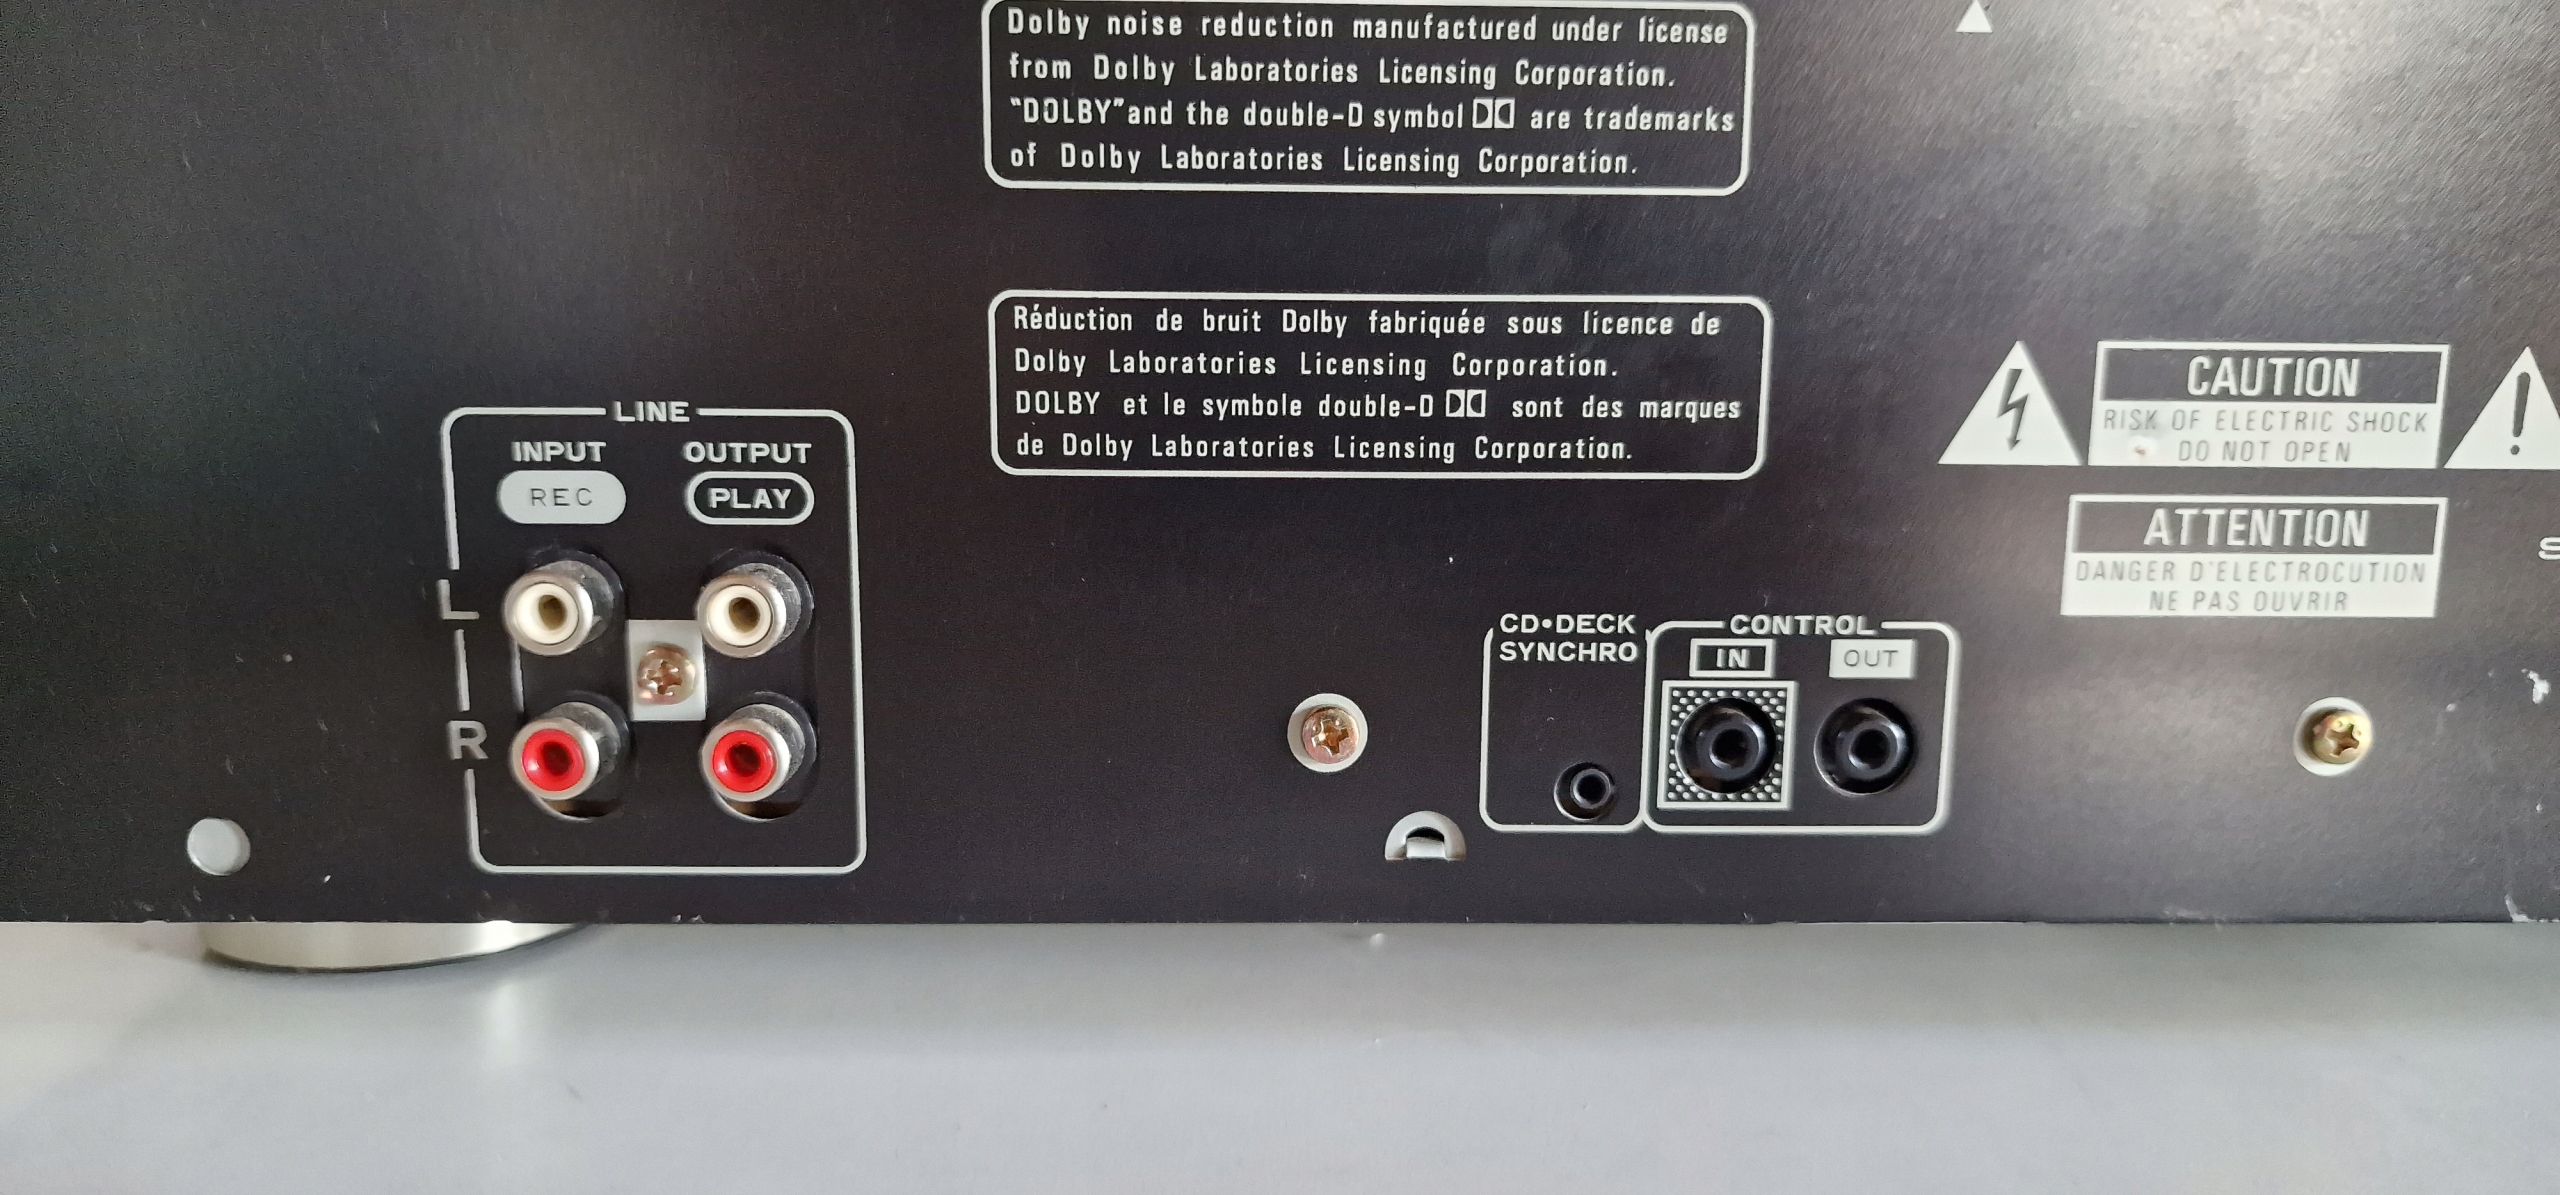 Dolby noise reduction manufactured under license
from Dolby Laboratories Licensing Corporation.
"DOLBY" and the double-D symbol are trademarks
of Dolby Laboratories Licensing Corporation.
Réduction de bruit Dolby fabriquée sous licence de
Dolby Laboratories Licensing Corporation.
DOLBY et le symbole double-D sont des marques
de Dolby Laboratories Licensing Corporation.
LINE
INPUT OUTPUT
REC PLAY
L
R
CAUTION
RISK OF ELECTRIC SHOCK
DO NOT OPEN
ATTENTION
DANGER D'ELECTROCUTION
NE PAS OUVRIR
S
CD•DECK
SYNCHRO
CONTROL
IN OUT